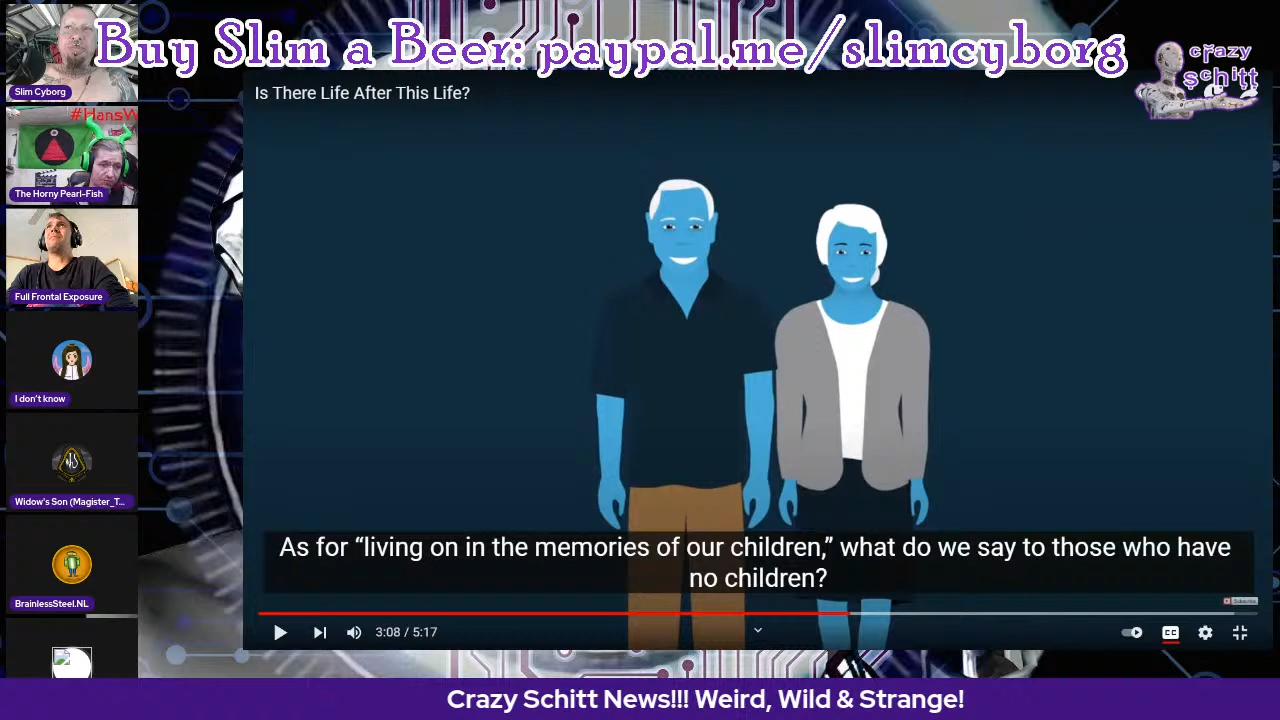 Buy Slim a Beer: paypal.me/slimcyborg
crazy
schitt
Slim Cyborg
Is There Life After This Life?
#HansW
The Horny Pearl-Fish
Full Frontal Exposure
I don't know
Widow's Son (Magister_T...
BrainlessSteel.NL
As for “living on in the memories of our children,” what do we say to those who have
no children?
Subscribe
3:08 / 5:17
CC
Crazy Schitt News!!! Weird, Wild & Strange!